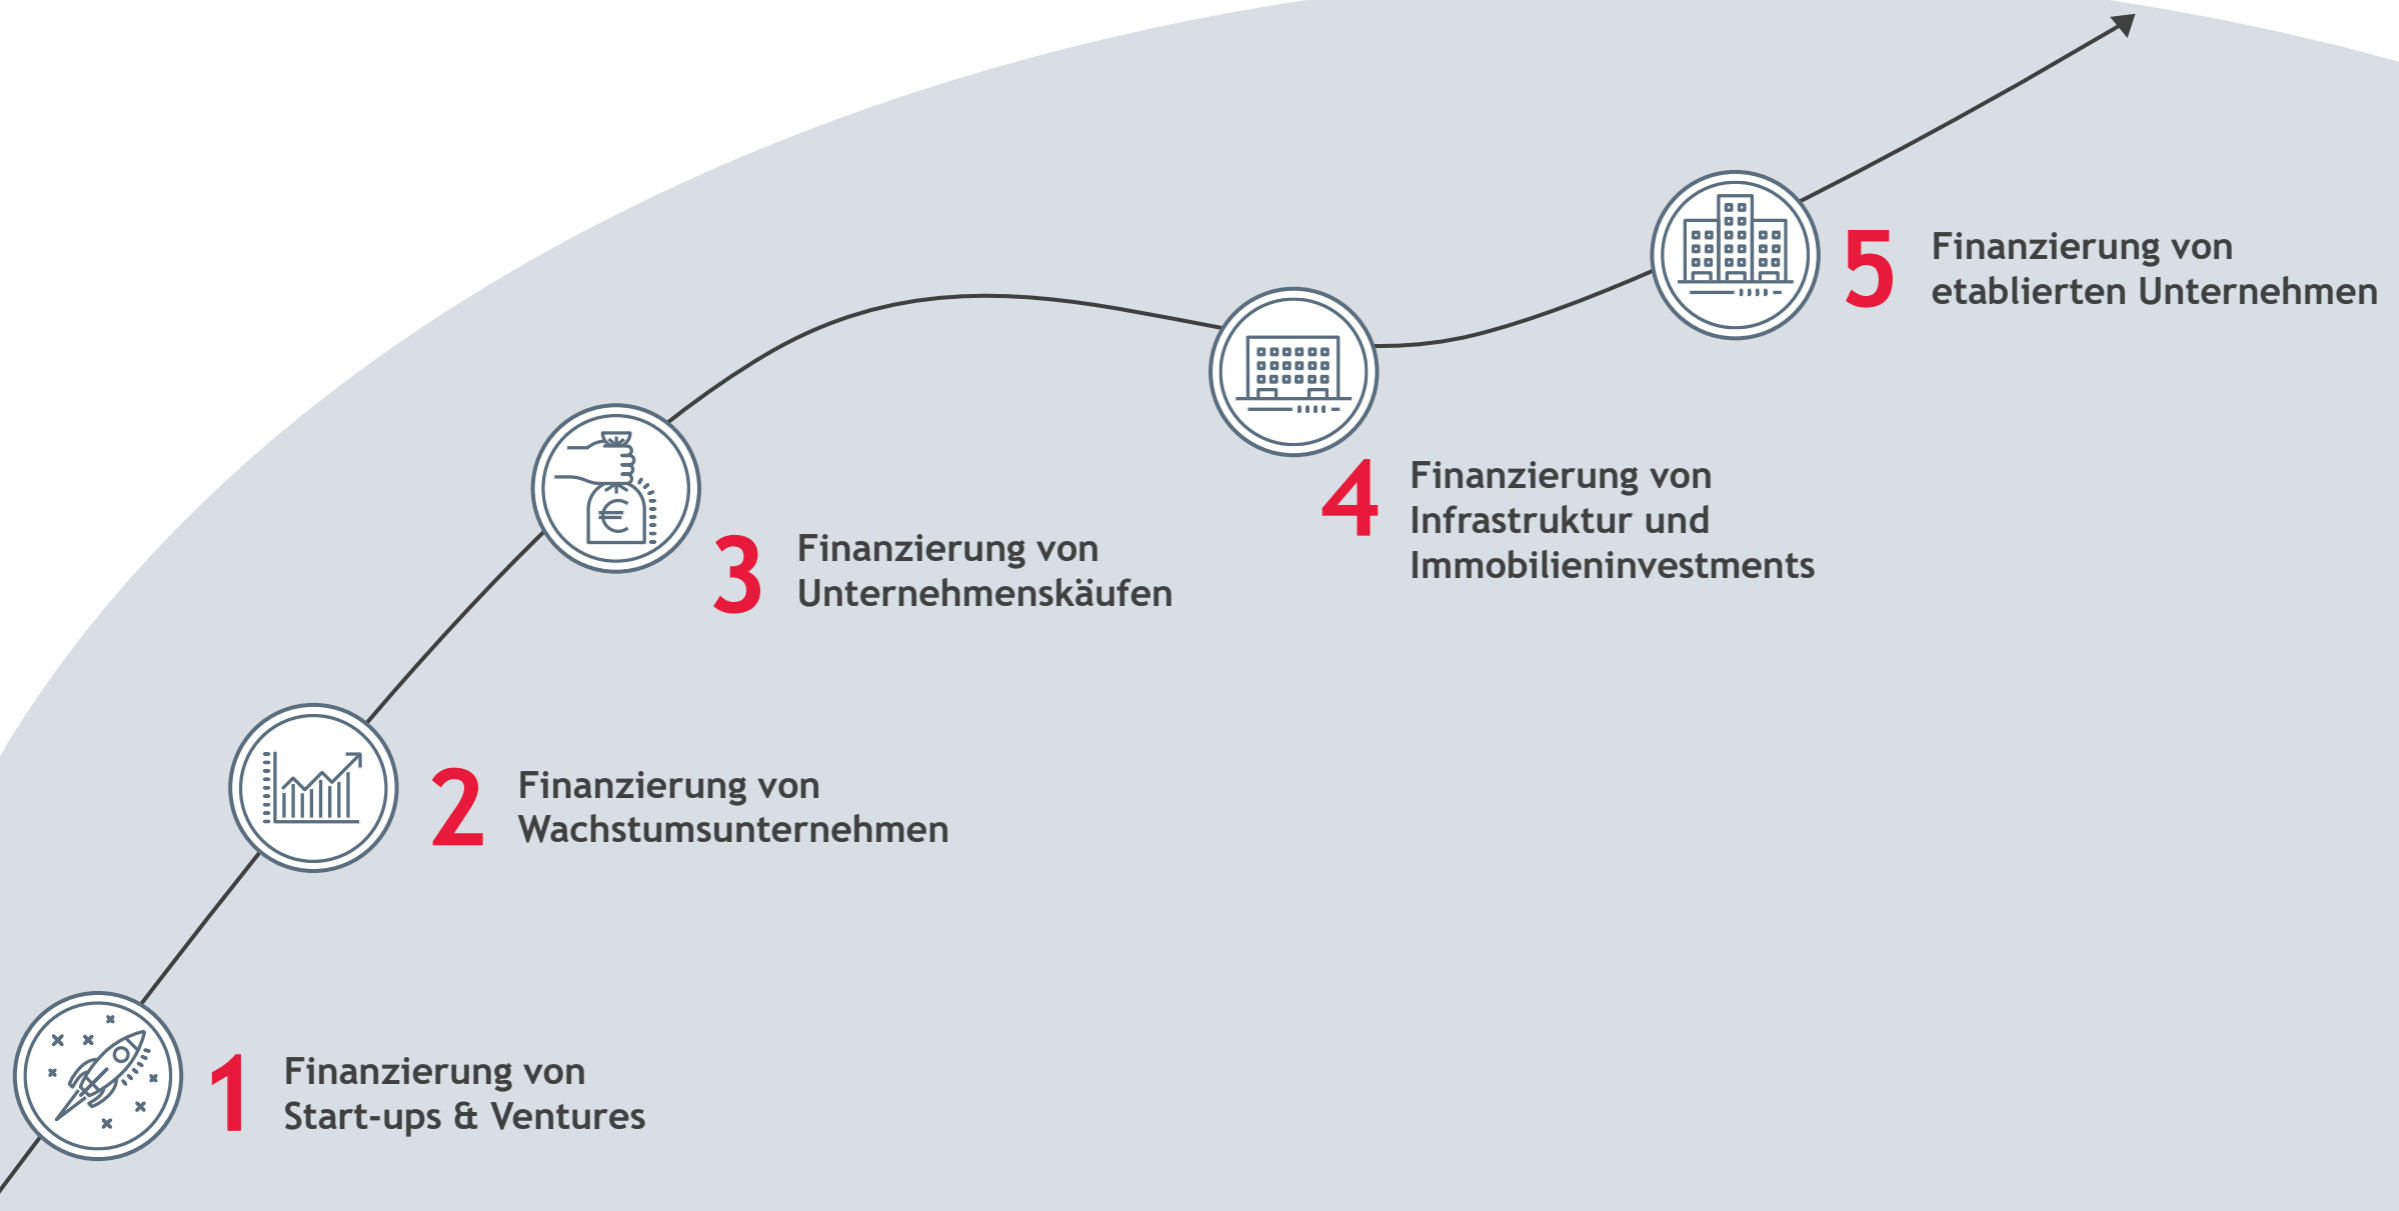 1
Finanzierung von
Start-ups & Ventures
2
Finanzierung von
Wachstumsunternehmen
3
Finanzierung von
Unternehmenskäufen
4
Finanzierung von
Infrastruktur und
Immobilieninvestments
5
Finanzierung von
etablierten Unternehmen
€